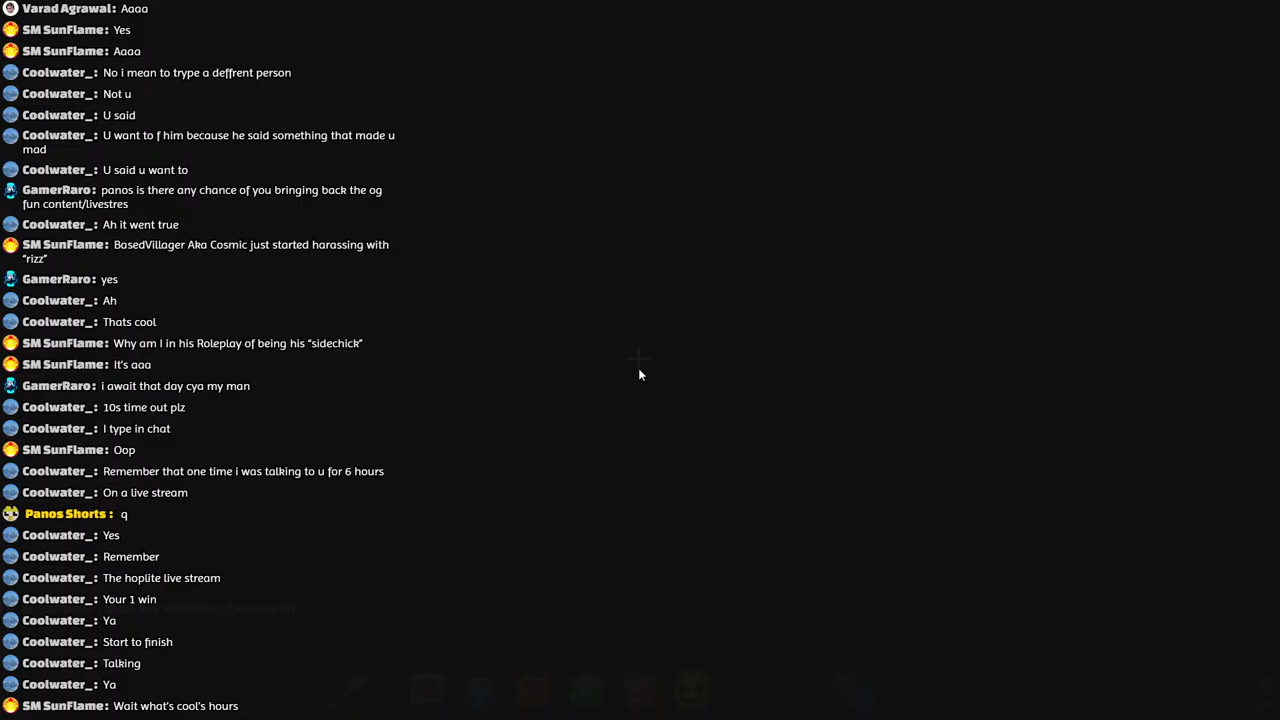 Varad Agrawal: Aaaa
SM SunFlame: Yes
SM SunFlame: Aaaa
Coolwater_: No i mean to trype a deffrent person
Coolwater_: Not u
Coolwater_: U said
Coolwater_: U want to f him because he said something that made u
mad
Coolwater_: U said u want to
GamerRaro: panos is there any chance of you bringing back the og
fun content/livestres
Coolwater_: Ah it went true
SM SunFlame: BasedVillager Aka Cosmic just started harassing with
“rizz”
GamerRaro: yes
Coolwater_: Ah
Coolwater_: Thats cool
SM SunFlame: Why am I in his Roleplay of being his “sidechick”
SM SunFlame: It’s aaa
GamerRaro: i await that day cya my man
Coolwater_: 10s time out plz
Coolwater_: I type in chat
SM SunFlame: Oop
Coolwater_: Remember that one time i was talking to u for 6 hours
Coolwater_: On a live stream
Panos Shorts: q
Coolwater_: Yes
Coolwater_: Remember
Coolwater_: The hoplite live stream
Coolwater_: Your 1 win
Coolwater_: Ya
Coolwater_: Start to finish
Coolwater_: Talking
Coolwater_: Ya
SM SunFlame: Wait what’s cool’s hours